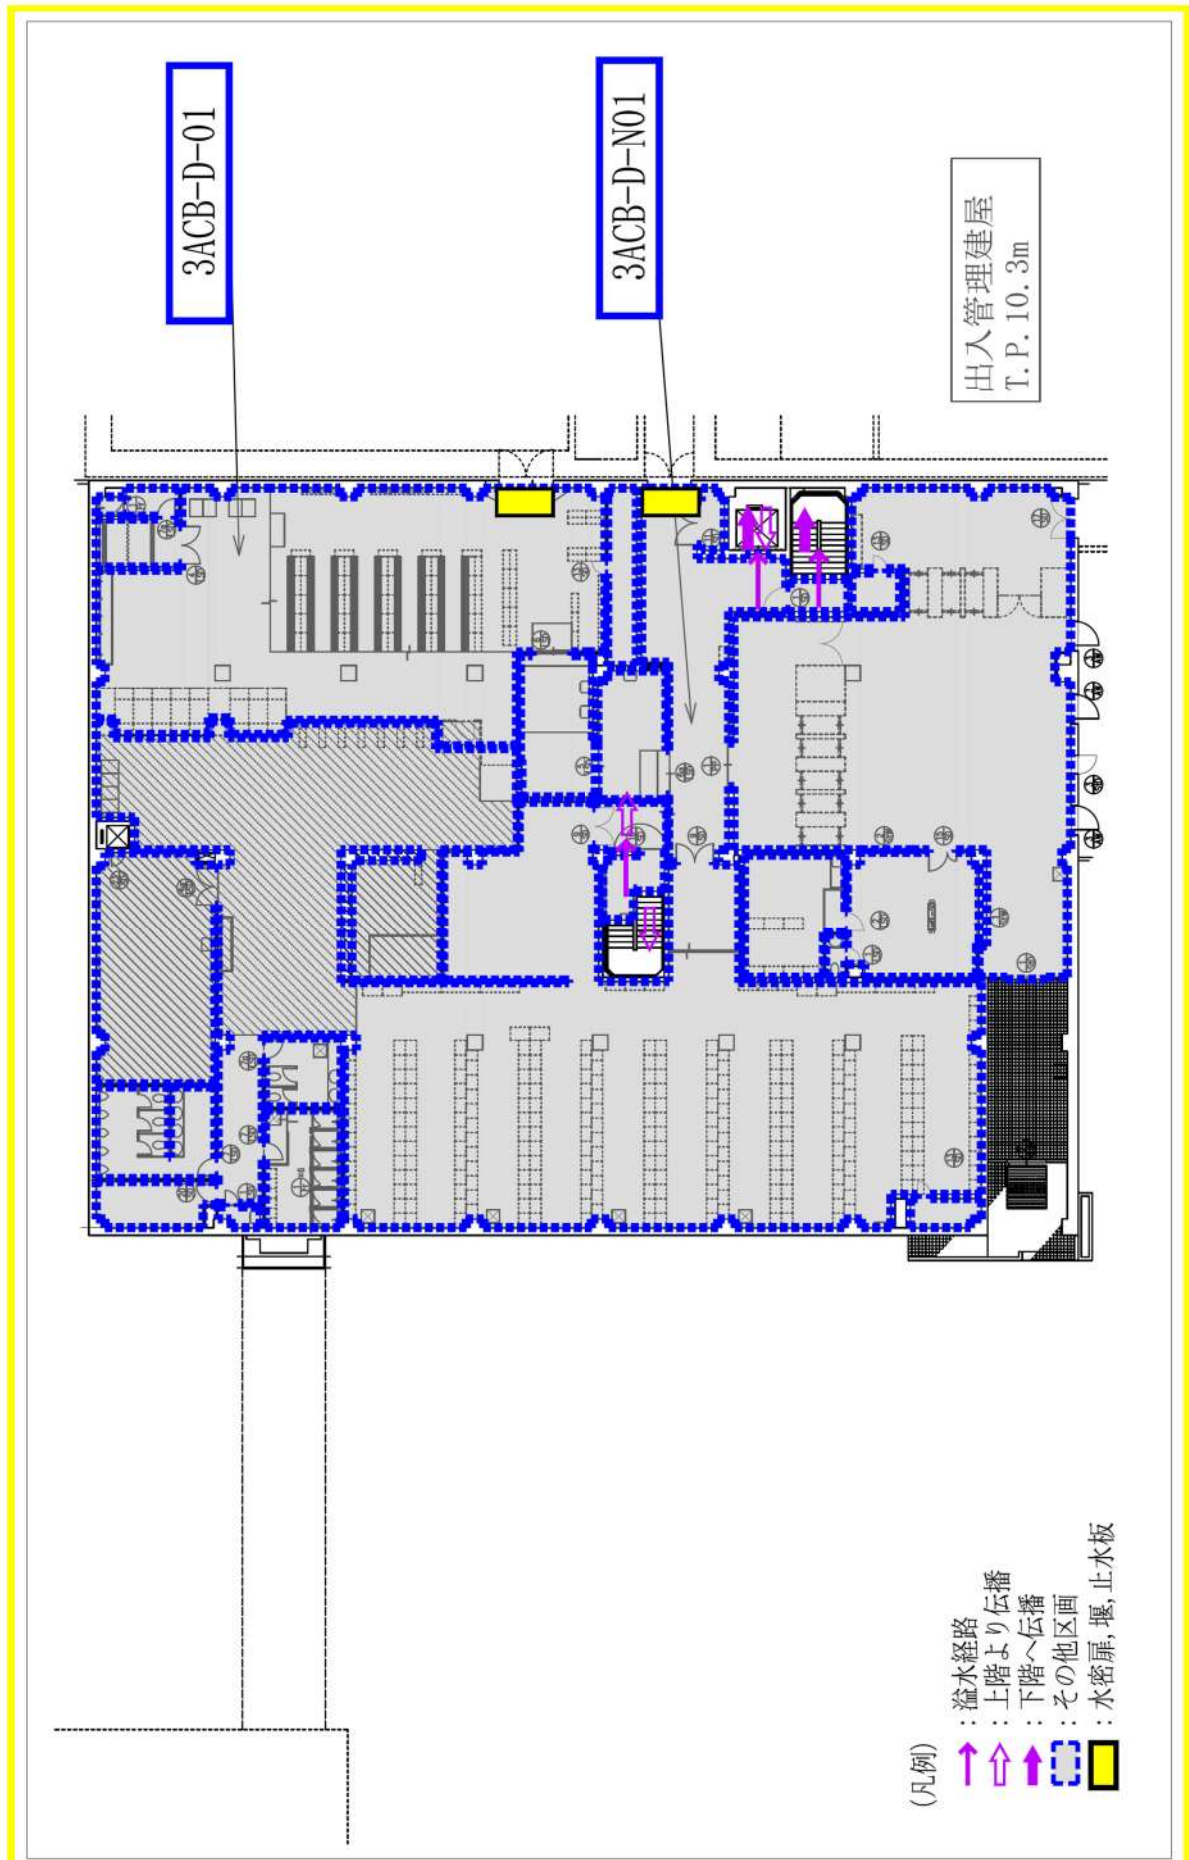 3ACB-D-01
3ACB-D-N01
出入管理建屋
T.P.10.3m
(凡例)
：溢水経路
：上階より伝播
：下階へ伝播
：その他区画
：水密扉,堰,止水板